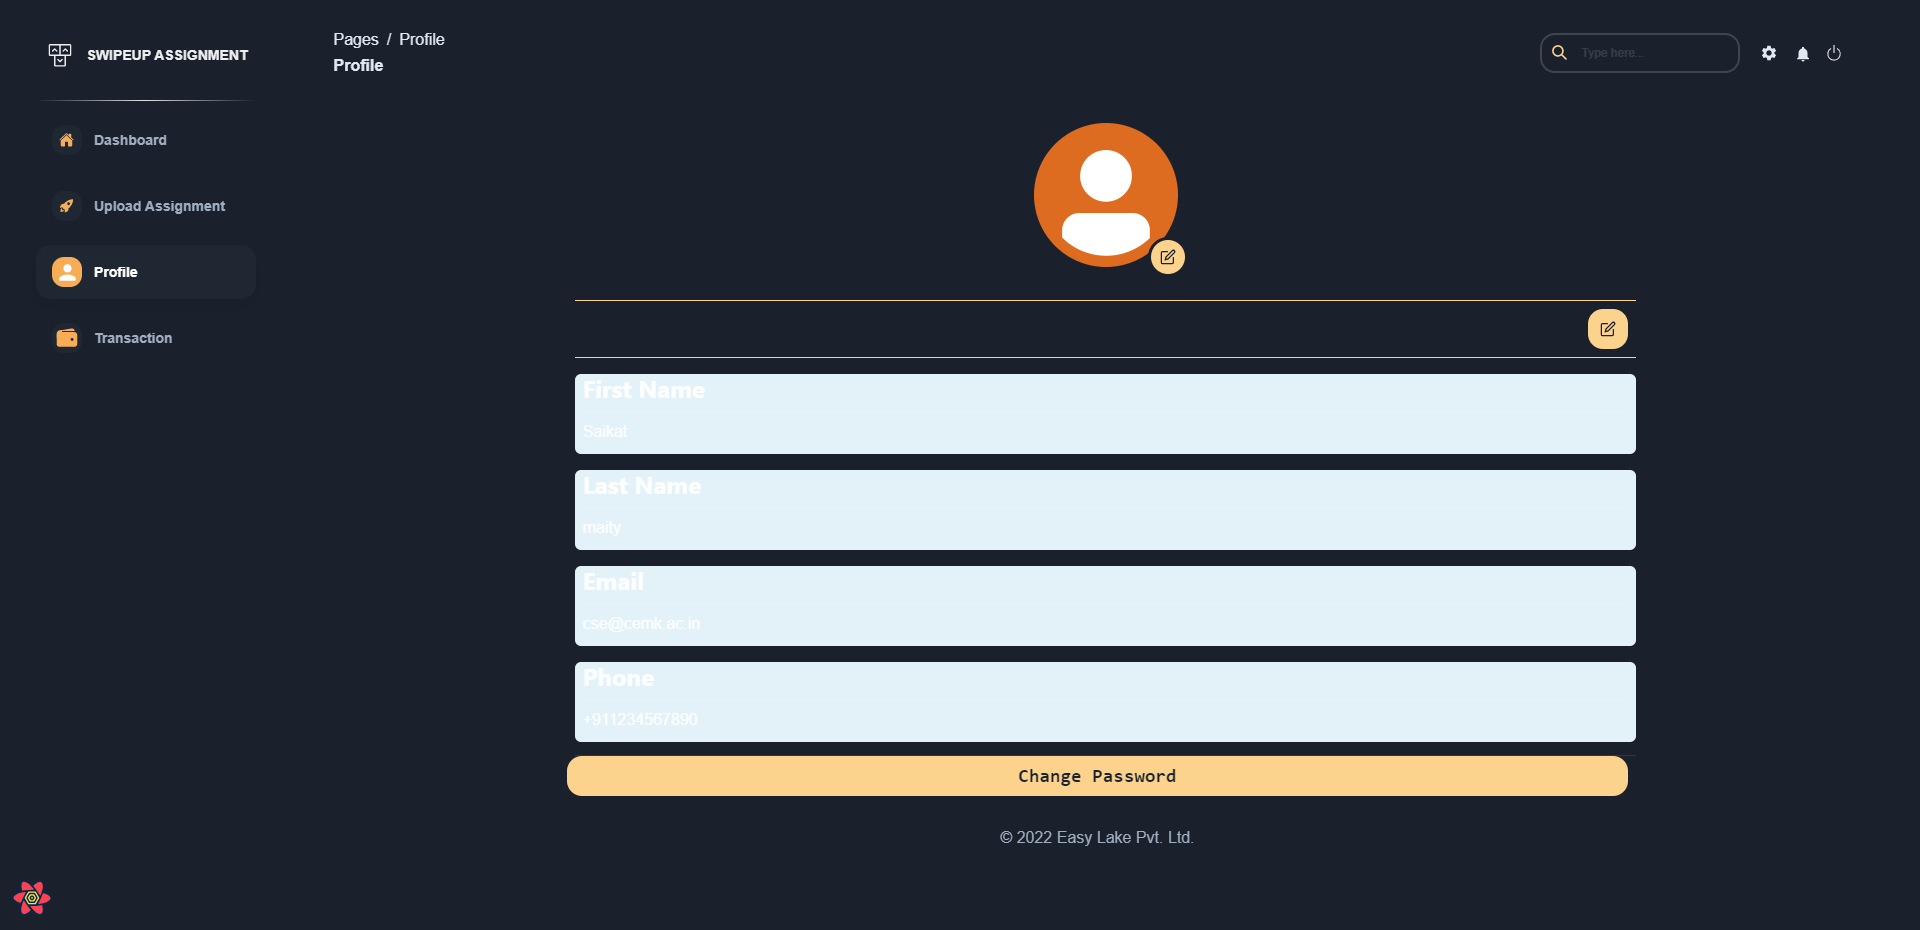 SWIPEUP ASSIGNMENT
Pages / Profile
Profile
Type here...
Dashboard
Upload Assignment
Profile
Transaction
First Name
Saikat
Last Name
maity
Email
cse@cemk.ac.in
Phone
+911234567890
Change Password
© 2022 Easy Lake Pvt. Ltd.